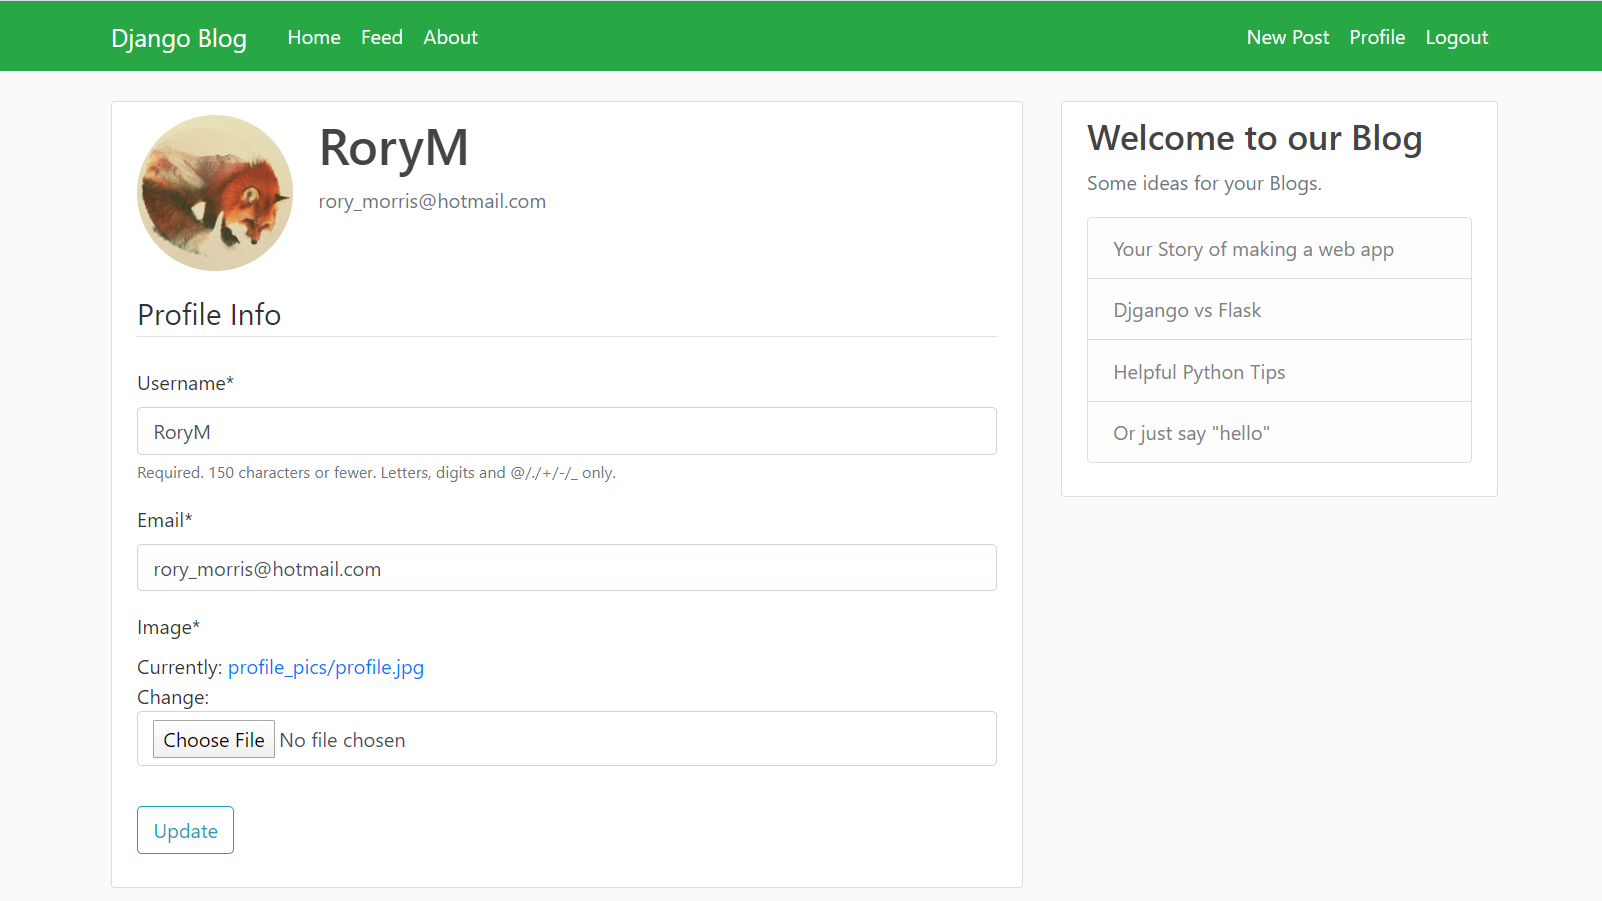 Django Blog Home Feed About New Post Profile Logout
RoryM
rory_morris@hotmail.com
Profile Info
Username*
RoryM
Required. 150 characters or fewer. Letters, digits and @/./+/-/_ only.
Email*
rory_morris@hotmail.com
Image*
Currently: profile_pics/profile.jpg
Change:
Choose File No file chosen
Update
Welcome to our Blog
Some ideas for your Blogs.
Your Story of making a web app
Djgango vs Flask
Helpful Python Tips
Or just say "hello"